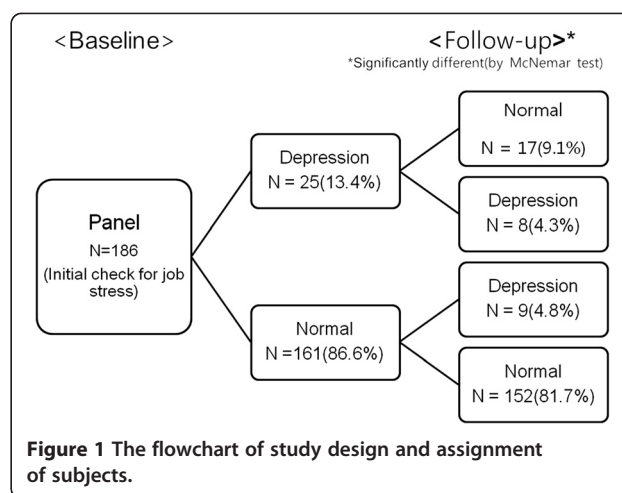 <Baseline>
<Follow-up>*
*Significantly different(by McNemar test)
Panel
N=186
(Initial check for job
stress)
Depression
N = 25(13.4%)
Normal
N =161(86.6%)
Normal
N = 17(9.1%)
Depression
N = 8(4.3%)
Depression
N = 9(4.8%)
Normal
N = 152(81.7%)
Figure 1 The flowchart of study design and assignment
of subjects.